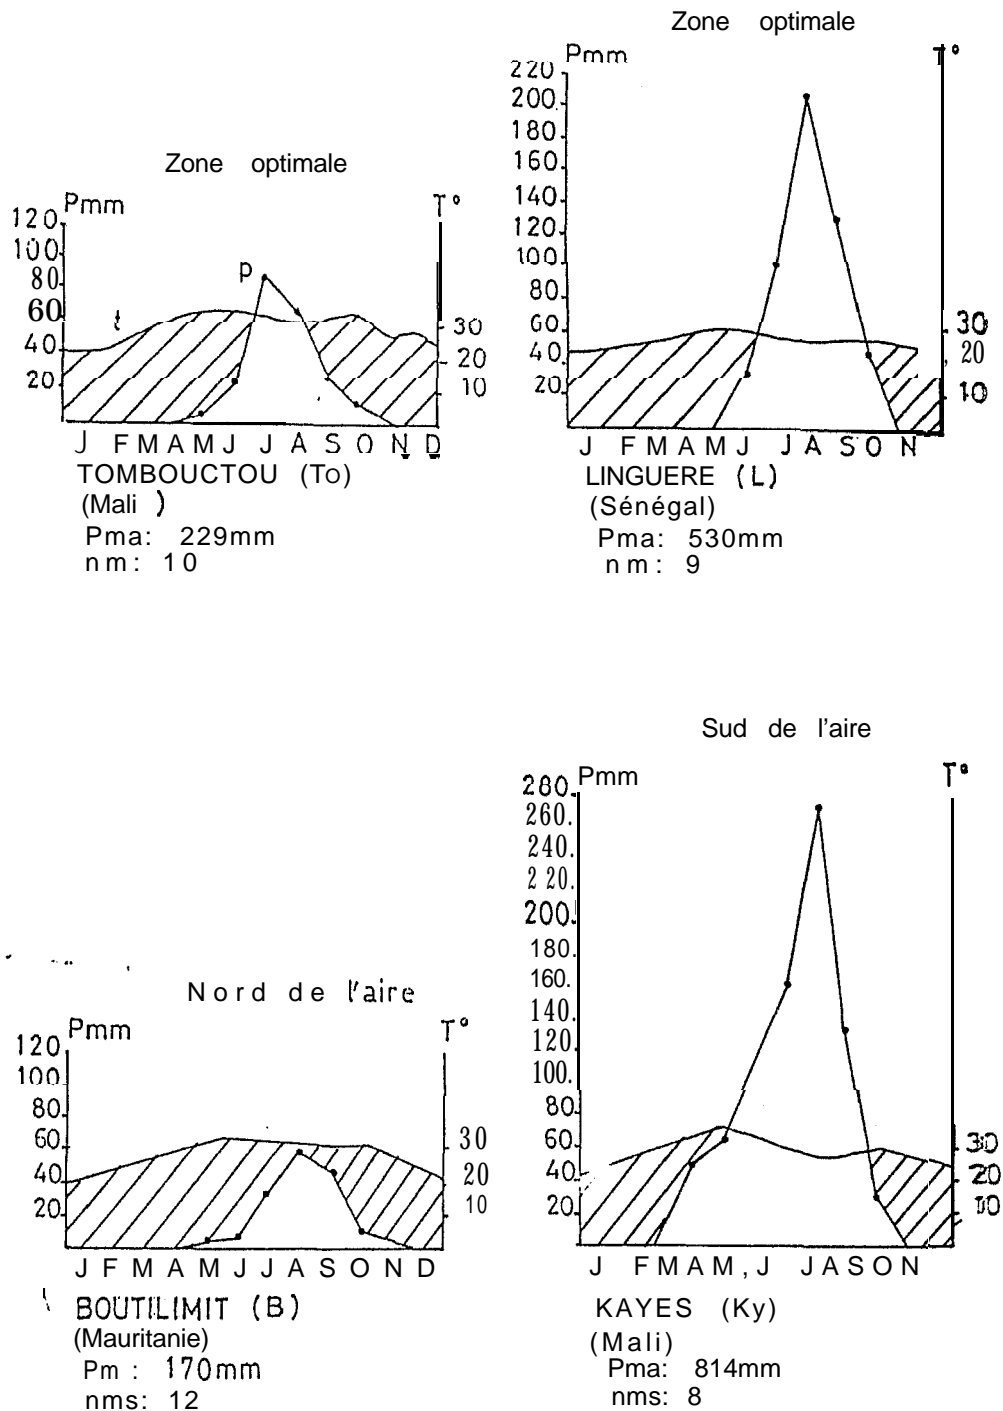 Zone optimale
Pmm T°
120
100
80
60
40
20
p
t
30
20
10
J F M A M J J A S O N D
TOMBOUCTOU (To)
(Mali )
Pma: 229mm
nm: 10
Zone optimale
Pmm T°
220
200.
180.
160.
140.
120.
100.
80.
60
40.
20.
30
20
10
J F M A M J J A S O N
LINGUERE (L)
(Sénégal)
Pma: 530mm
nm: 9
Nord de l'aire
Pmm T°
120
100
80.
60
40.
20.
30
20
10
J F M A M J J A S O N D
BOUTILIMIT (B)
(Mauritanie)
Pm : 170mm
nms: 12
Sud de l'aire
Pmm T°
280.
260.
240.
220.
200.
180.
160.
140.
120.
100.
80.
60.
40.
20.
30
20
10
J F M A M , J J A S O N
KAYES (Ky)
(Mali)
Pma: 814mm
nms: 8